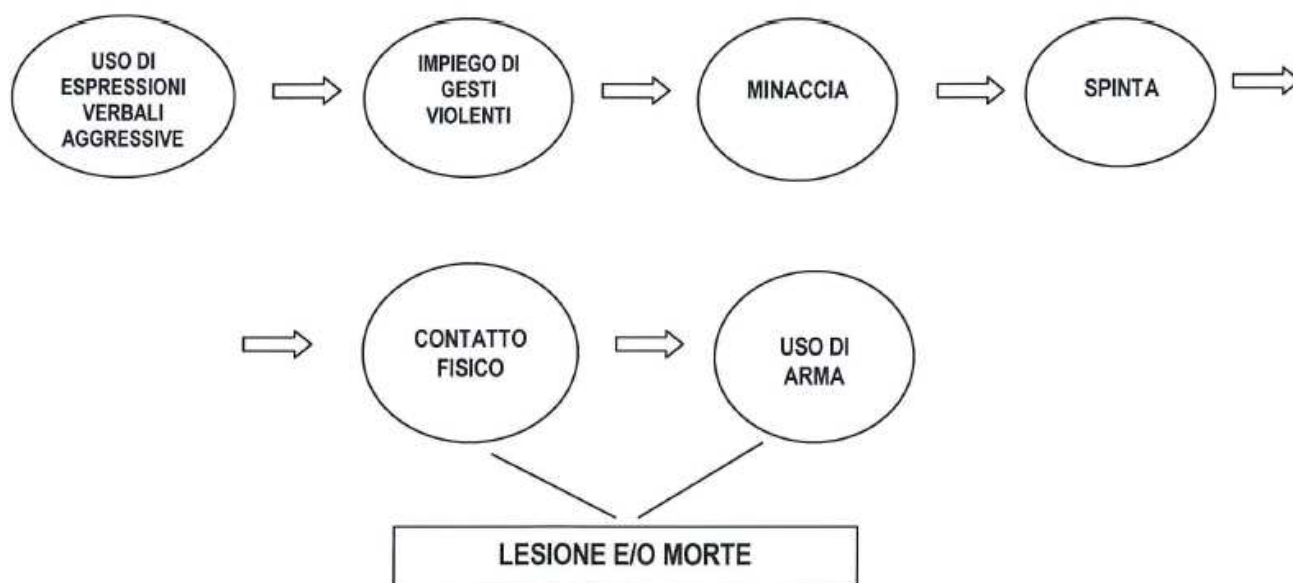 USO DI
ESPRESSIONI
VERBALI
AGGRESSIVE
IMPIEGO DI
GESTI
VIOLENTI
MINACCIA
SPINTA
CONTATTO
FISICO
USO DI
ARMA
LESIONE E/O MORTE